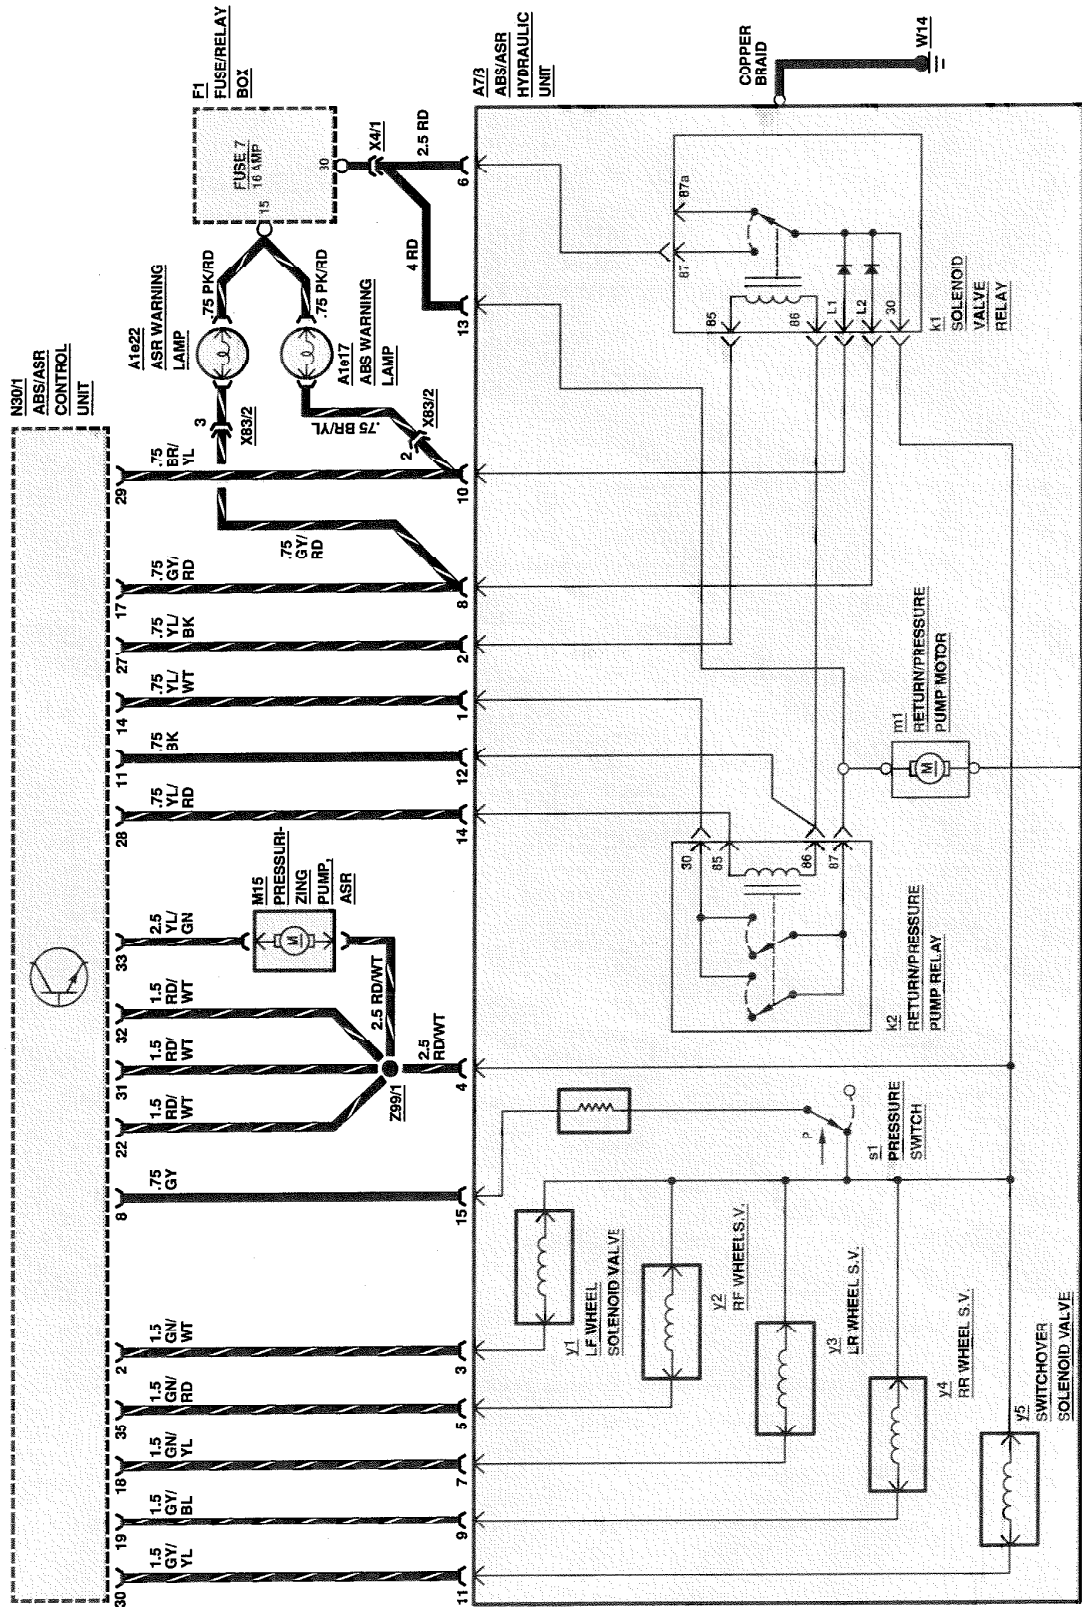 N30/1
ABS/ASR
CONTROL
UNIT
F1
FUSE/RELAY
BOX
FUSE 7
16 AMP
15
30
X4/1
2.5 RD
4 RD
6
13
A7/3
ABS/ASR
HYDRAULIC
UNIT
COPPER
BRAID
W14
.75 PK/RD
.75 PK/RD
A1e22
ASR WARNING
LAMP
A1e17
ABS WARNING
LAMP
3
X83/2
.75 BR/YL
2
X83/2
29
.75
BR/
YL
10
.75
GY/
RD
17
.75
GY/
RD
8
27
.75
YL/
BK
2
14
.75
YL/
WT
1
11
.75
BK
12
28
.75
YL/
RD
14
33
2.5
YL/
GN
M15
PRESSURI-
ZING
PUMP,
ASR
M
2.5 RD/WT
32
1.5
RD/
WT
31
1.5
RD/
WT
22
1.5
RD/
WT
Z99/1
2.5
RD/WT
4
8
.75
GY
15
2
1.5
GN/
WT
3
35
1.5
GN/
RD
5
18
1.5
GN/
YL
7
19
1.5
GY/
BL
9
30
1.5
GY/
YL
11
87a
87
85
86
L1
L2
30
k1
SOLENOID
VALVE
RELAY
m1
RETURN/PRESSURE
PUMP MOTOR
M
30
85
86
87
k2
RETURN/PRESSURE
PUMP RELAY
P
s1
PRESSURE
SWITCH
y1
LF WHEEL
SOLENOID VALVE
y2
RF WHEEL S.V.
y3
LR WHEEL S.V.
y4
RR WHEEL S.V.
y5
SWITCHOVER
SOLENOID VALVE